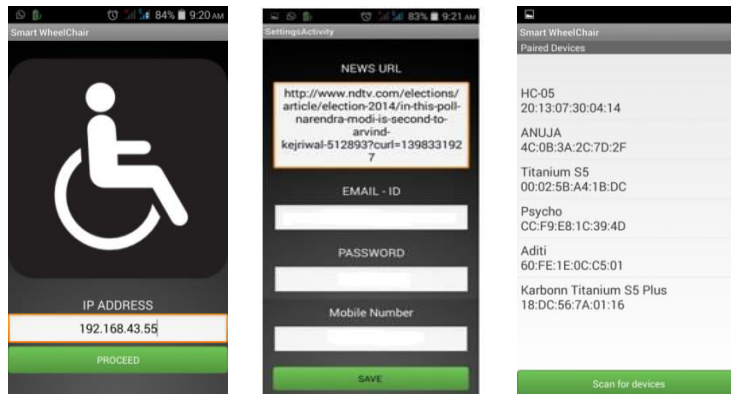 84% 9:20 AM
Smart WheelChair
IP ADDRESS
192.168.43.55
PROCEED
83% 9:21 AM
SettingsActivity
NEWS URL
http://www.ndtv.com/elections/
article/election-2014/in-this-poll-
narendra-modi-is-second-to-
arvind-
kejriwal-512893?curl=139833192
7
EMAIL - ID
PASSWORD
Mobile Number
SAVE
Smart WheelChair
Paired Devices
HC-05
20:13:07:30:04:14
ANUJA
4C:0B:3A:2C:7D:2F
Titanium S5
00:02:5B:A4:1B:DC
Psycho
CC:F9:E8:1C:39:4D
Aditi
60:FE:1E:0C:C5:01
Karbonn Titanium S5 Plus
18:DC:56:7A:01:16
Scan for devices